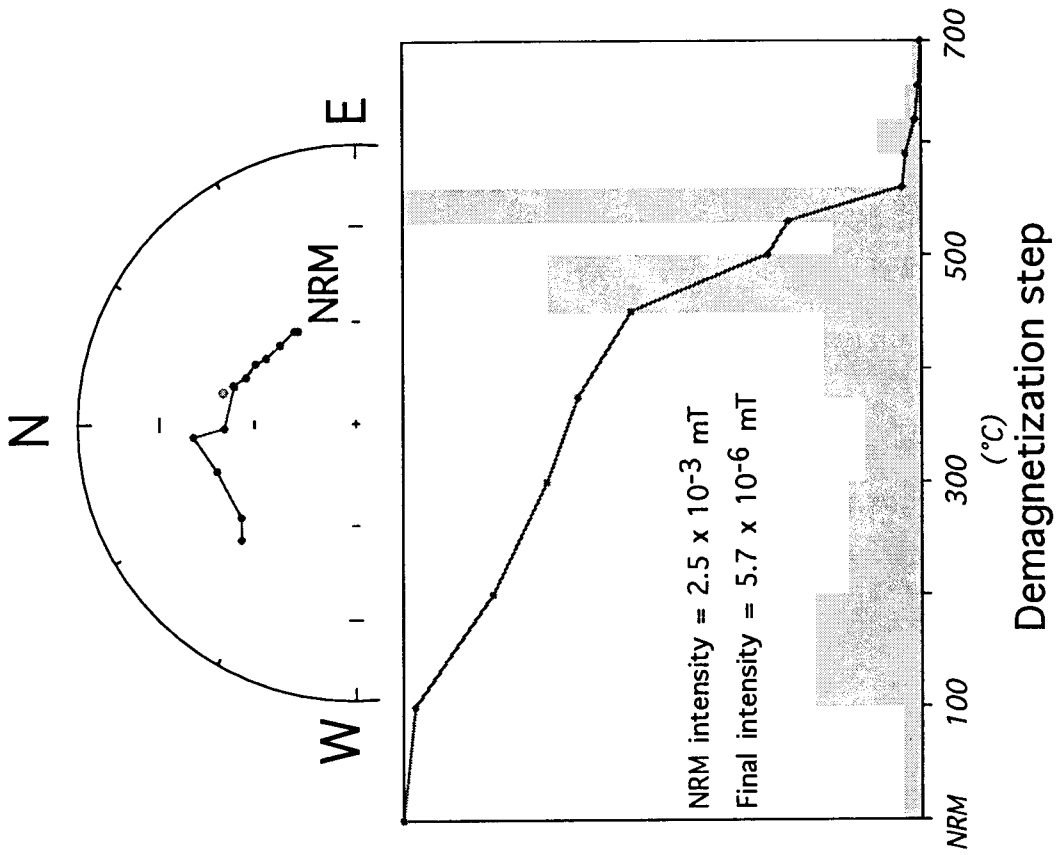 N
W
E
NRM
NRM intensity = 2.5 x 10-3 mT
Final intensity = 5.7 x 10-6 mT
NRM 100 300 500 700
(°C)
Demagnetization step